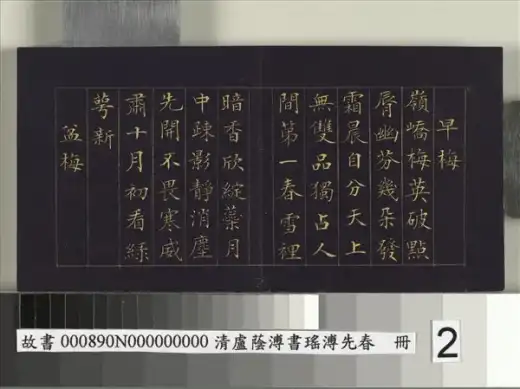 早梅
嶺嶠梅英破點
脣幽芬幾朵發
霜晨自分天上
無雙品獨占人
間第一春雪裡
暗香欣綻蘂月
中疎影靜消塵
先開不畏寒威
肅十月初看綠
萼新
盆梅
故書 000890N000000000 清盧蔭溥書瑤溥先春 冊
2